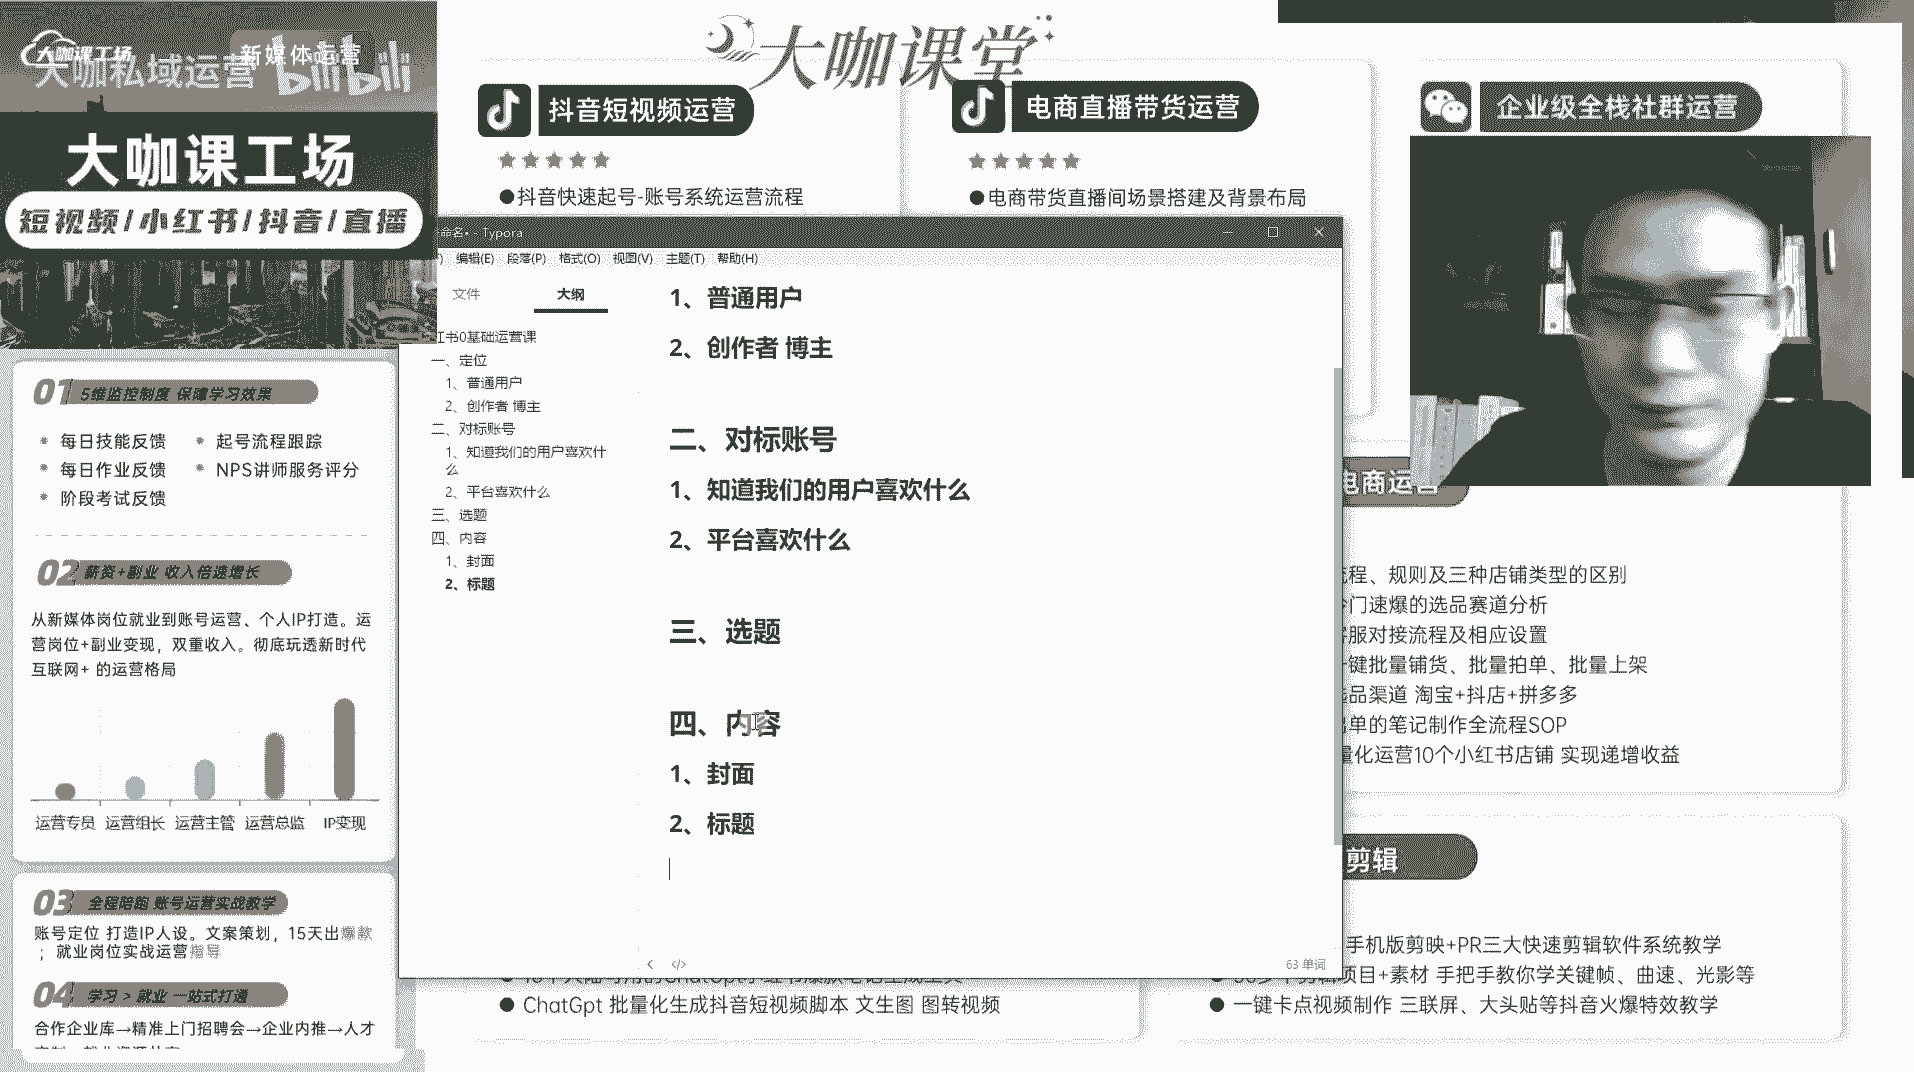 大咖课工场
新媒体运营
大咖私域运营 bilibili
大咖课工场
短视频/小红书/抖音/直播
01 5维监控制度 保障学习效果
每日技能反馈
起号流程跟踪
每日作业反馈
NPS讲师服务评分
阶段考试反馈
02 薪资+副业 收入倍速增长
从新媒体岗位就业到账号运营、个人IP打造。运
营岗位+副业变现，双重收入。彻底玩透新时代
互联网+ 的运营格局
运营专员 运营组长 运营主管 运营总监 IP变现
03 全程陪跑 账号运营实战教学
账号定位 打造IP人设。文案策划，15天出爆款
；就业岗位实战运营指导
04 学习 > 就业 一站式打通
合作企业库→精准上门招聘会→企业内推→人才
大咖课堂
抖音短视频运营
●抖音快速起号-账号系统运营流程
电商直播带货运营
●电商带货直播间场景搭建及背景布局
企业级全栈社群运营
命名• - Typora
编辑(E) 段落(P) 格式(O) 视图(V) 主题(T) 帮助(H)
文件 大纲
书0基础运营课
一、定位
1、普通用户
2、创作者 博主
二、对标账号
1、知道我们的用户喜欢什
么
2、平台喜欢什么
三、选题
四、内容
1、封面
2、标题
1、普通用户
2、创作者 博主
二、对标账号
1、知道我们的用户喜欢什么
2、平台喜欢什么
三、选题
四、内容
1、封面
2、标题
63 单词
电商运营
程、规则及三种店铺类型的区别
门速爆的选品赛道分析
服对接流程及相应设置
键批量铺货、批量拍单、批量上架
品渠道 淘宝+抖店+拼多多
单的笔记制作全流程SOP
量化运营10个小红书店铺 实现递增收益
剪辑
手机版剪映+PR三大快速剪辑软件系统教学
项目+素材 手把手教你学关键帧、曲速、光影等
● 一键卡点视频制作 三联屏、大头贴等抖音火爆特效教学
● ChatGpt 批量化生成抖音短视频脚本 文生图 图转视频